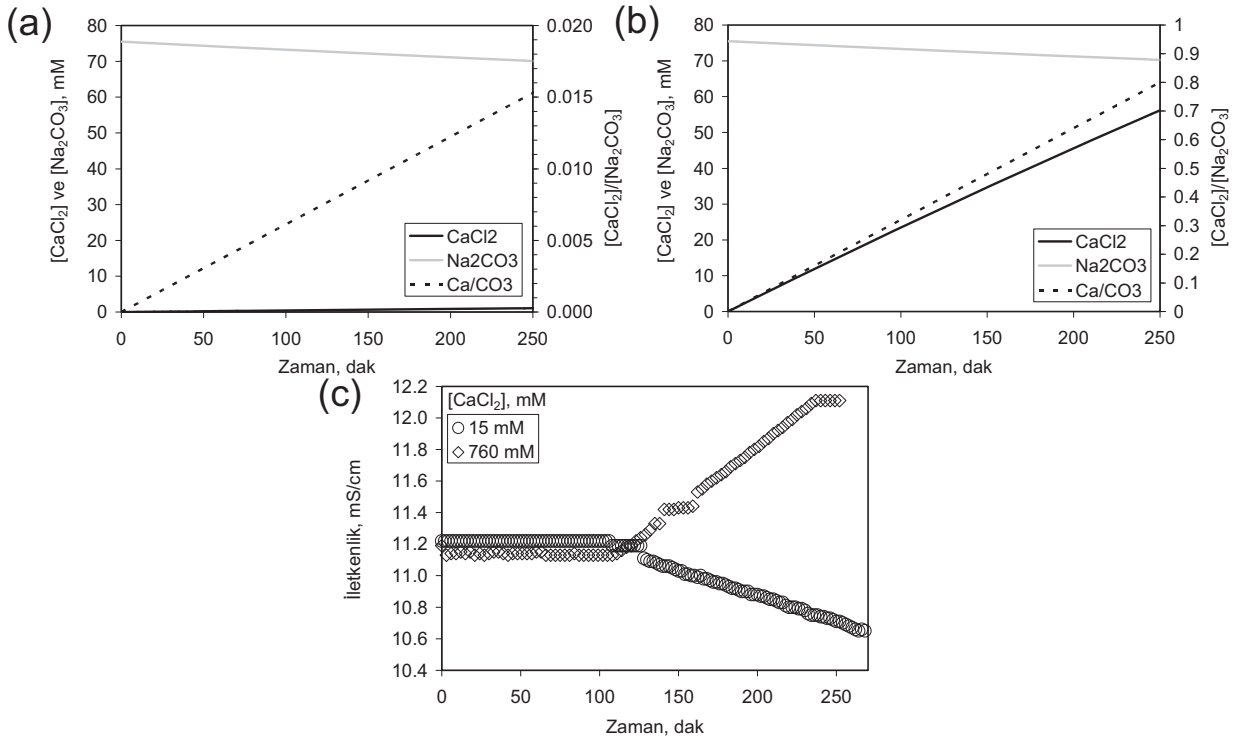 (a)
80
70
60
50
40
30
20
10
0
[CaCl₂] ve [Na₂CO₃], mM
0.020
0.015
0.010
0.005
0.000
[CaCl₂]/[Na₂CO₃]
CaCl2
Na2CO3
Ca/CO3
0 50 100 150 200 250
Zaman, dak
(b)
80
70
60
50
40
30
20
10
0
[CaCl₂] ve [Na₂CO₃], mM
1
0.9
0.8
0.7
0.6
0.5
0.4
0.3
0.2
0.1
0
[CaCl₂]/[Na₂CO₃]
CaCl2
Na2CO3
Ca/CO3
0 50 100 150 200 250
Zaman, dak
(c)
12.2
12.0
11.8
11.6
11.4
11.2
11.0
10.8
10.6
10.4
İletkenlik, mS/cm
[CaCl₂], mM
15 mM
760 mM
0 50 100 150 200 250
Zaman, dak